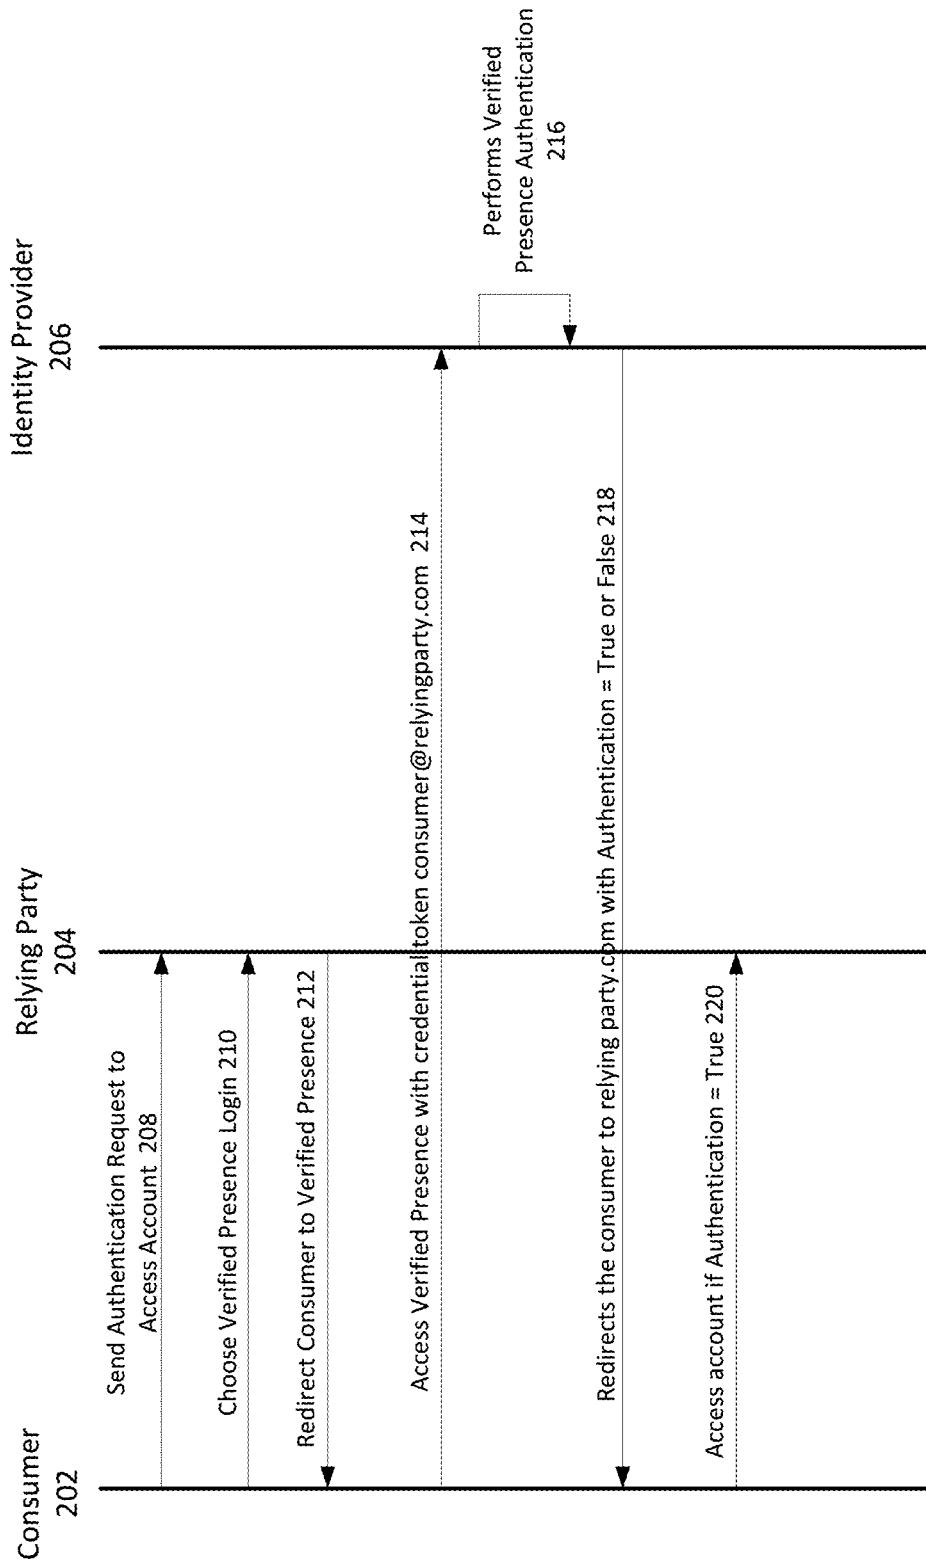 Consumer
202
Relying Party
204
Identity Provider
206
Send Authentication Request to
Access Account 208
Choose Verified Presence Login 210
Redirect Consumer to Verified Presence 212
Access Verified Presence with credential token consumer@relyingparty.com 214
Performs Verified
Presence Authentication
216
Redirects the consumer to relying party.com with Authentication = True or False 218
Access account if Authentication = True 220